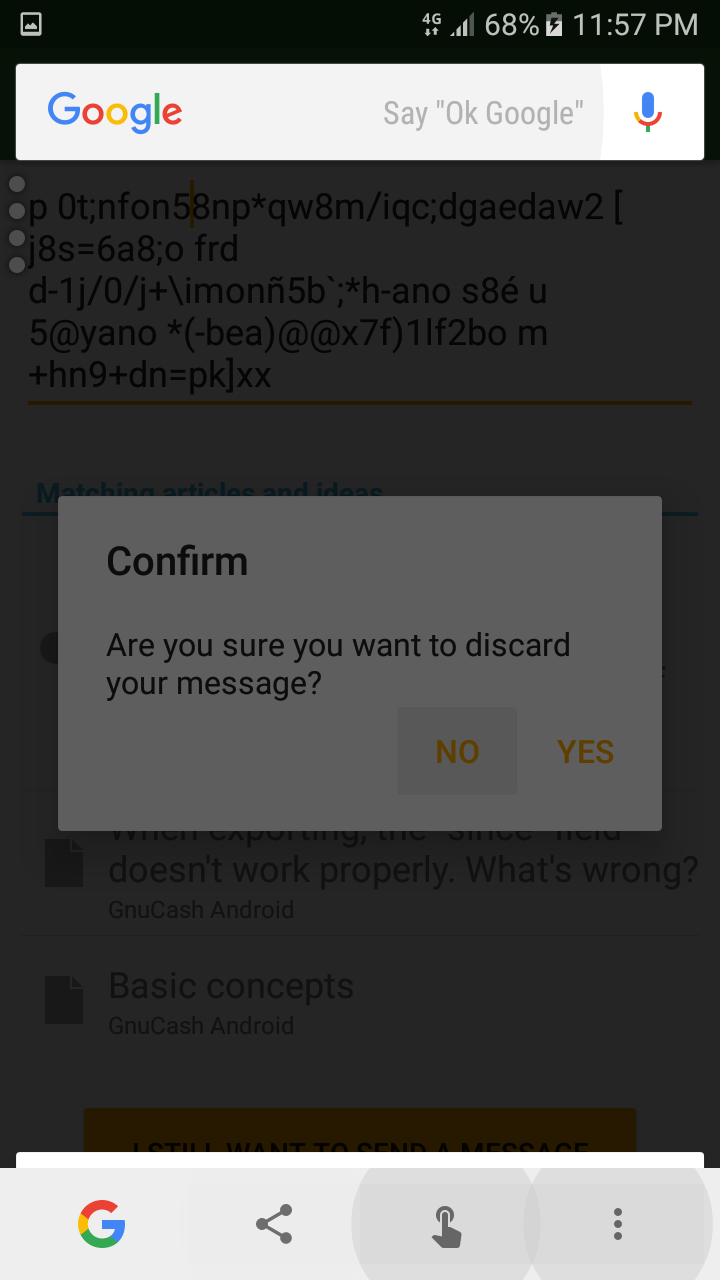 4G 68% 11:57 PM
Google Say "Ok Google"
p 0t;nfon58np*qw8m/iqc;dgaedaw2 [
j8s=6a8;o frd
d-1j/0/j+\imonñ5b`;*h-ano s8é u
5@yano *(-bea)@@x7f)1lf2bo m
+hn9+dn=pk]xx
Matching articles and ideas
Confirm
Are you sure you want to discard
your message?
NO YES
When exporting, the "since" field
doesn't work properly. What's wrong?
GnuCash Android
Basic concepts
GnuCash Android
I STILL WANT TO SEND A MESSAGE